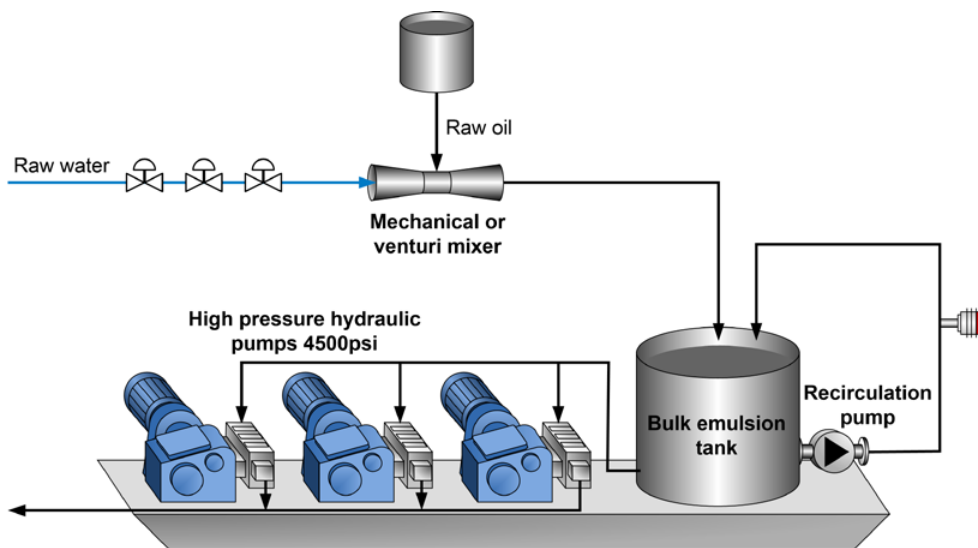 Raw oil
Raw water
Mechanical or
venturi mixer
High pressure hydraulic
pumps 4500psi
Bulk emulsion
tank
Recirculation
pump